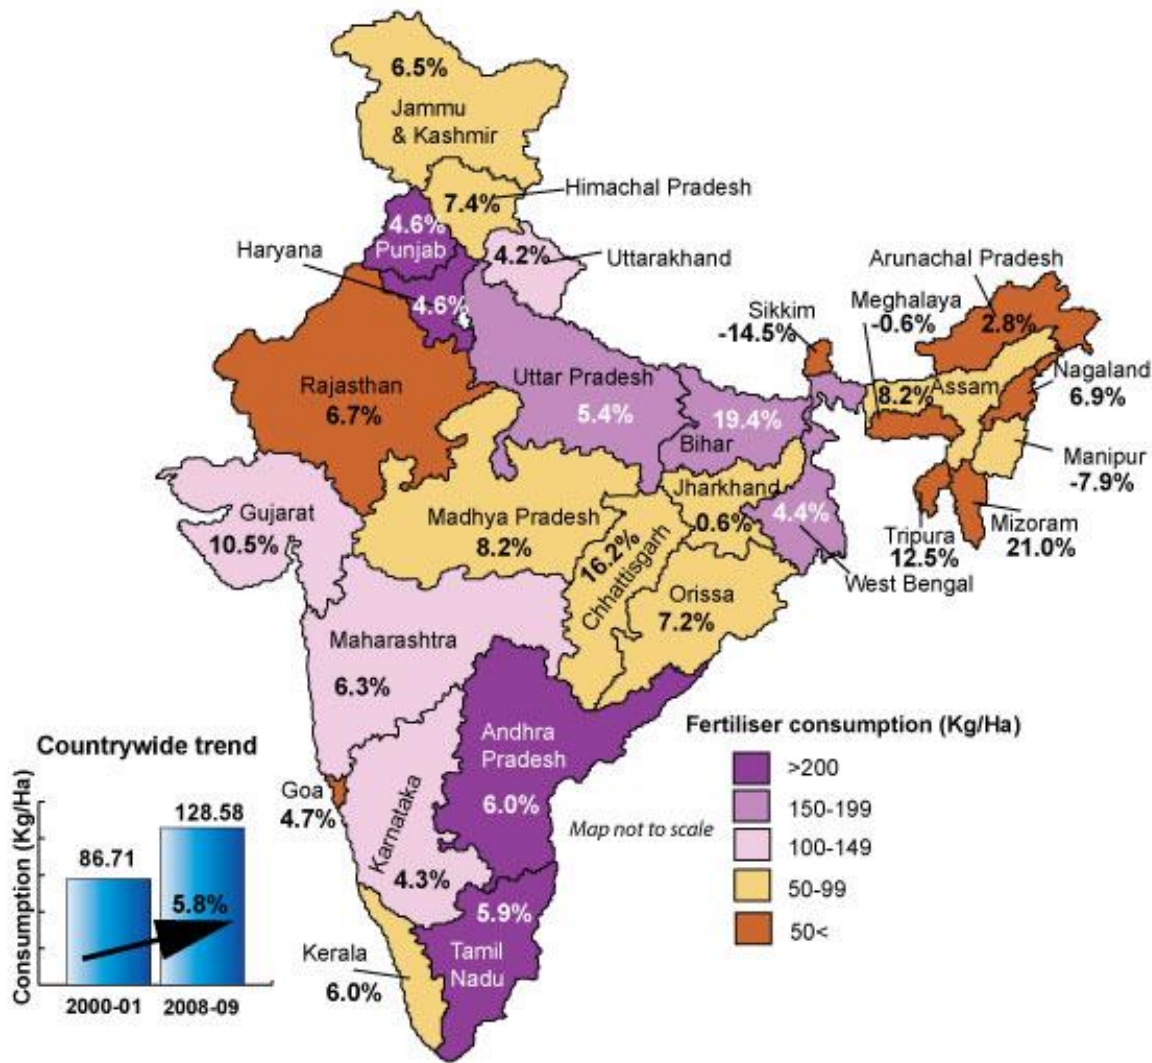 6.5%
Jammu
& Kashmir
Himachal Pradesh
7.4%
4.6%
Punjab
Haryana
4.2%
Uttarakhand
4.6%
Arunachal Pradesh
2.8%
Meghalaya
-0.6%
Sikkim
-14.5%
Nagaland
6.9%
Rajasthan
6.7%
Uttar Pradesh
5.4%
19.4%
Bihar
8.2%
Assam
Manipur
-7.9%
Gujarat
10.5%
Madhya Pradesh
8.2%
Jharkhand
0.6%
4.4%
West Bengal
Tripura
12.5%
Mizoram
21.0%
16.2%
Chhattisgarh
Orissa
7.2%
Maharashtra
6.3%
Andhra
Pradesh
6.0%
Goa
4.7%
Karnataka
4.3%
5.9%
Tamil
Nadu
Kerala
6.0%
Map not to scale
Fertiliser consumption (Kg/Ha)
>200
150-199
100-149
50-99
50<
Countrywide trend
Consumption (Kg/Ha)
86.71
128.58
5.8%
2000-01
2008-09